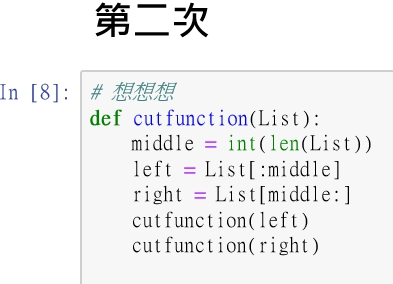 第二次
In [8]:
# 想想想
def cutfunction(List):
    middle = int(len(List))
    left = List[:middle]
    right = List[middle:]
    cutfunction(left)
    cutfunction(right)